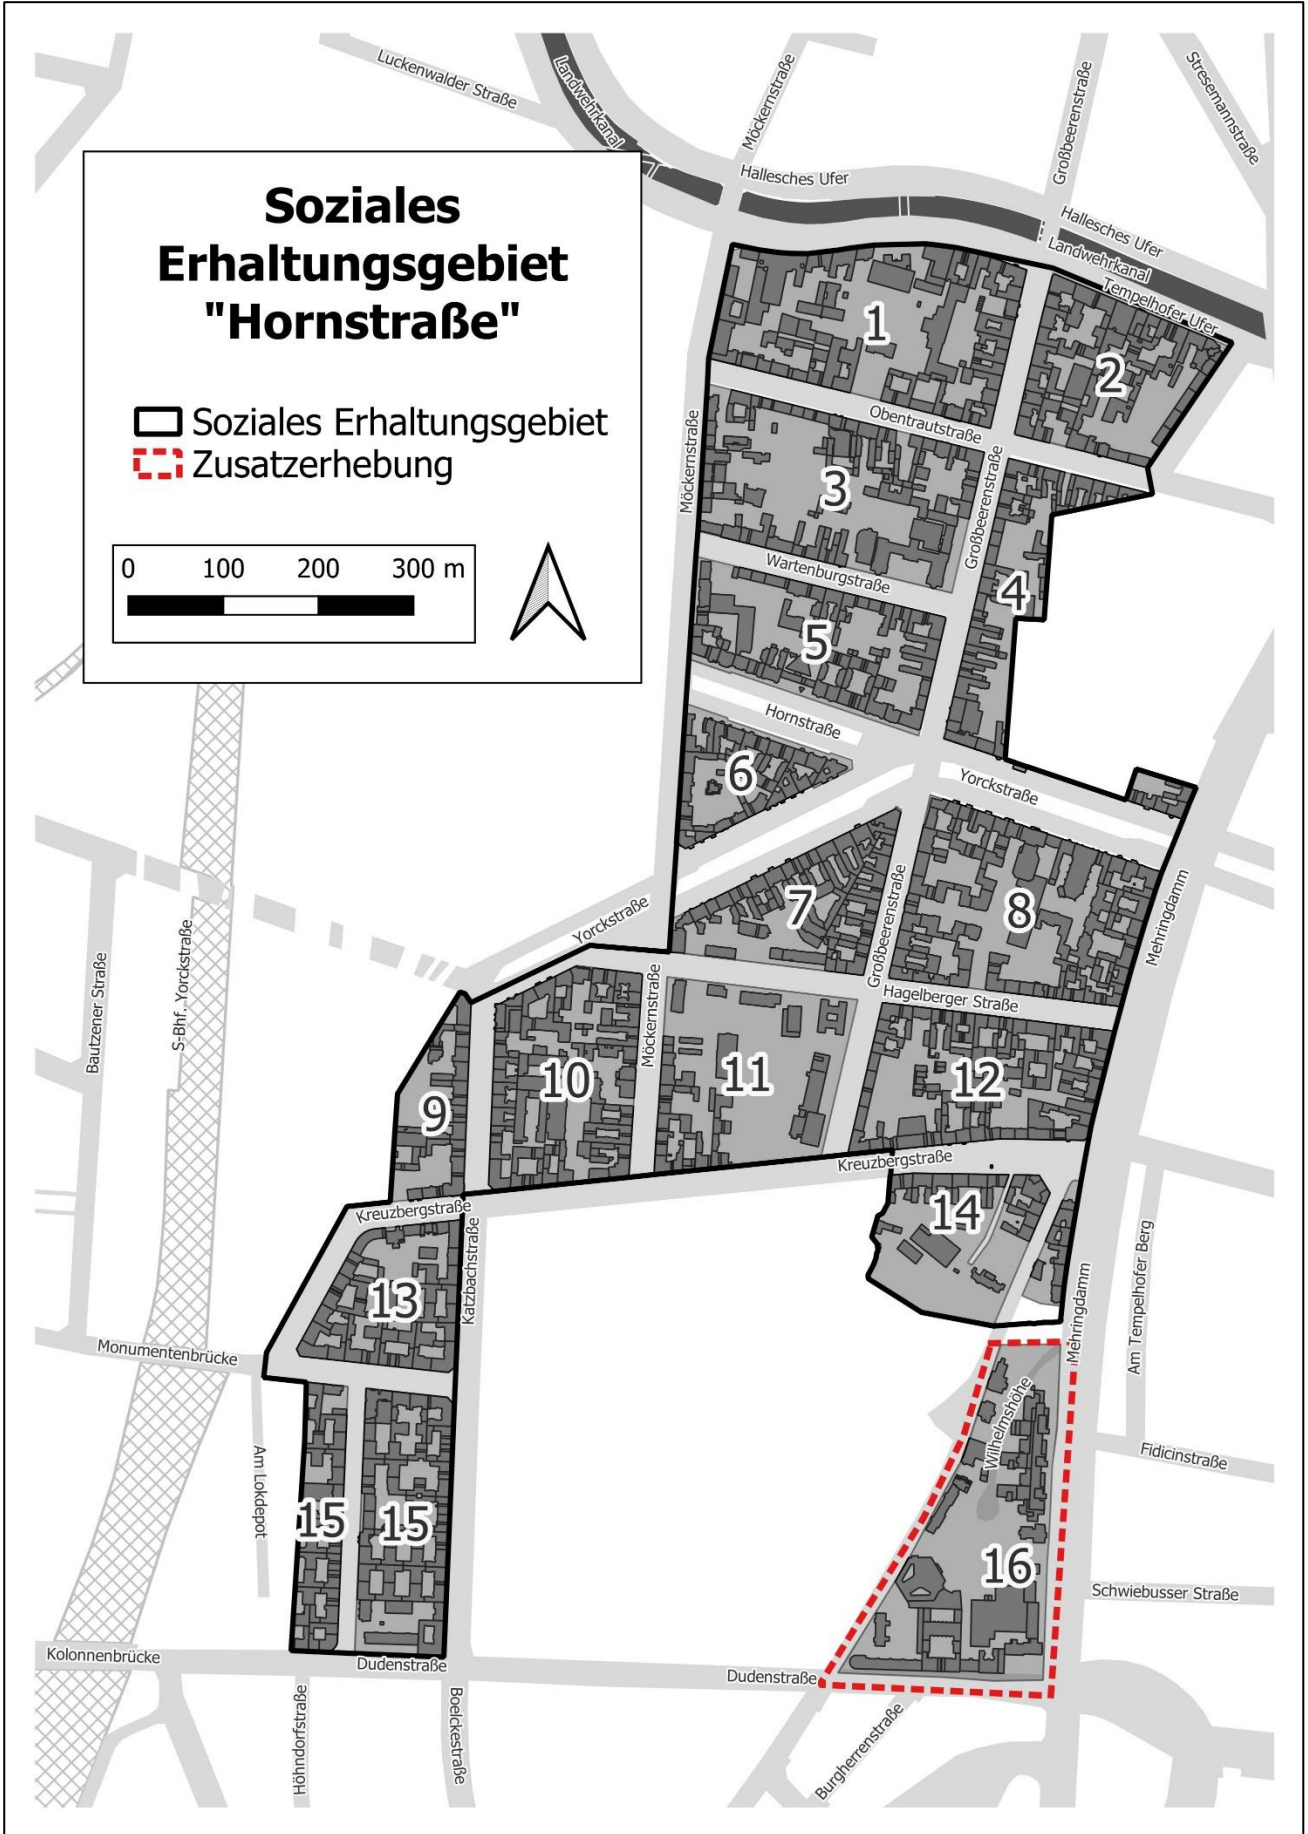 Luckenwalder Straße
Landwehrkanal
Möckernstraße
Großbeerenstraße
Stresemannstraße
Hallesches Ufer
Hallesches Ufer
Landwehrkanal
Tempelhofer Ufer
Soziales
Erhaltungsgebiet
"Hornstraße"
Soziales Erhaltungsgebiet
Zusatzerhebung
0 100 200 300 m
1
2
Obentrautstraße
Möckernstraße
3
Großbeerenstraße
Wartenburgstraße
4
5
Hornstraße
6
Yorckstraße
7
Großbeerenstraße
8
Mehringdamm
Yorckstraße
S-Bhf. Yorckstraße
Bautzener Straße
Hagelberger Straße
Möckernstraße
9
10
11
12
Kreuzbergstraße
Kreuzbergstraße
14
Katzbachstraße
13
Am Tempelhofer Berg
Mehringdamm
Monumentenbrücke
Wilhelmshöhe
Am Lokdepot
Fidicinstraße
15
15
16
Schwiebusser Straße
Kolonnenbrücke
Dudenstraße
Dudenstraße
Höhndorfstraße
Boelckestraße
Burgherrenstraße